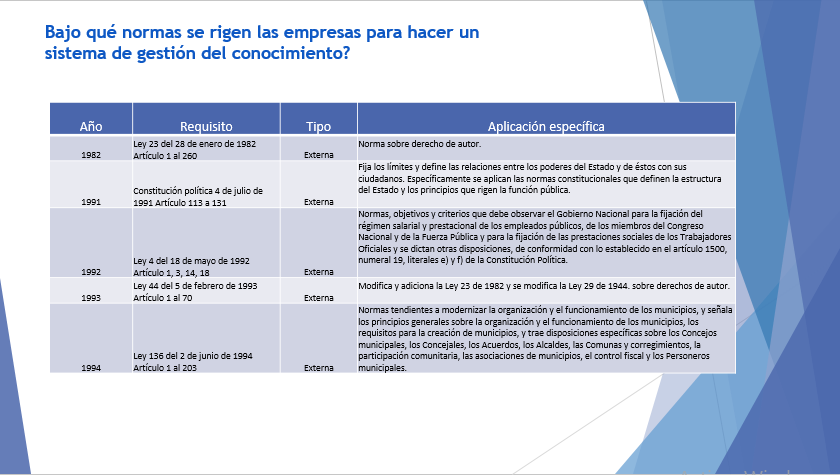 Bajo qué normas se rigen las empresas para hacer un
sistema de gestión del conocimiento?
Año Requisito Tipo Aplicación específica
1982
Ley 23 del 28 de enero de 1982
Artículo 1 al 260
Externa
Norma sobre derecho de autor.
1991
Constitución política 4 de julio de
1991 Artículo 113 a 131
Externa
Fija los límites y define las relaciones entre los poderes del Estado y de éstos con sus
ciudadanos. Específicamente se aplican las normas constitucionales que definen la estructura
del Estado y los principios que rigen la función pública.
1992
Ley 4 del 18 de mayo de 1992
Artículo 1, 3, 14, 18
Externa
Normas, objetivos y criterios que debe observar el Gobierno Nacional para la fijación del
régimen salarial y prestacional de los empleados públicos, de los miembros del Congreso
Nacional y de la Fuerza Pública y para la fijación de las prestaciones sociales de los Trabajadores
Oficiales y se dictan otras disposiciones, de conformidad con lo establecido en el artículo 1500,
numeral 19, literales e) y f) de la Constitución Política.
1993
Ley 44 del 5 de febrero de 1993
Artículo 1 al 70
Externa
Modifica y adiciona la Ley 23 de 1982 y se modifica la Ley 29 de 1944. sobre derechos de autor.
1994
Ley 136 del 2 de junio de 1994
Artículo 1 al 203
Externa
Normas tendientes a modernizar la organización y el funcionamiento de los municipios, y señala
los principios generales sobre la organización y el funcionamiento de los municipios, los
requisitos para la creación de municipios, y trae disposiciones específicas sobre los Concejos
municipales, los Concejales, los Acuerdos, los Alcaldes, las Comunas y corregimientos, la
participación comunitaria, las asociaciones de municipios, el control fiscal y los Personeros
municipales.